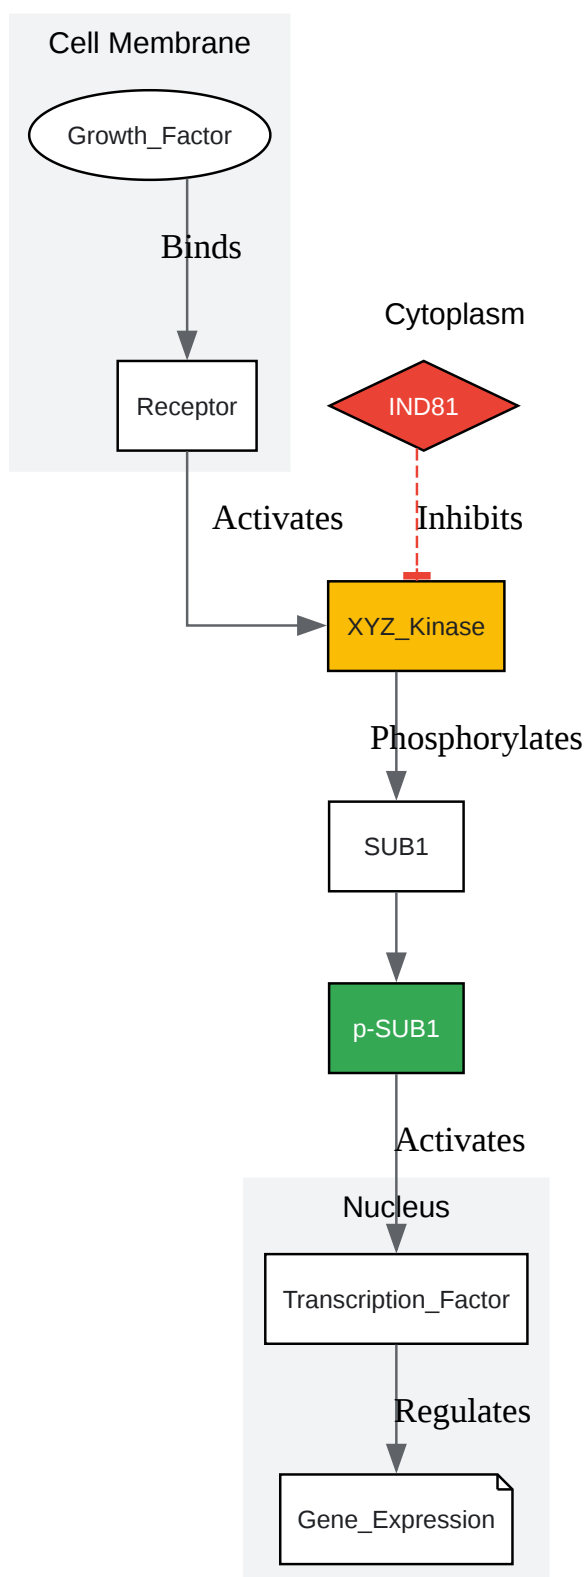 Cell Membrane
Growth_Factor
Binds
Cytoplasm
Receptor
IND81
Activates
Inhibits
XYZ_Kinase
Phosphorylates
SUB1
p-SUB1
Activates
Nucleus
Transcription_Factor
Regulates
Gene_Expression